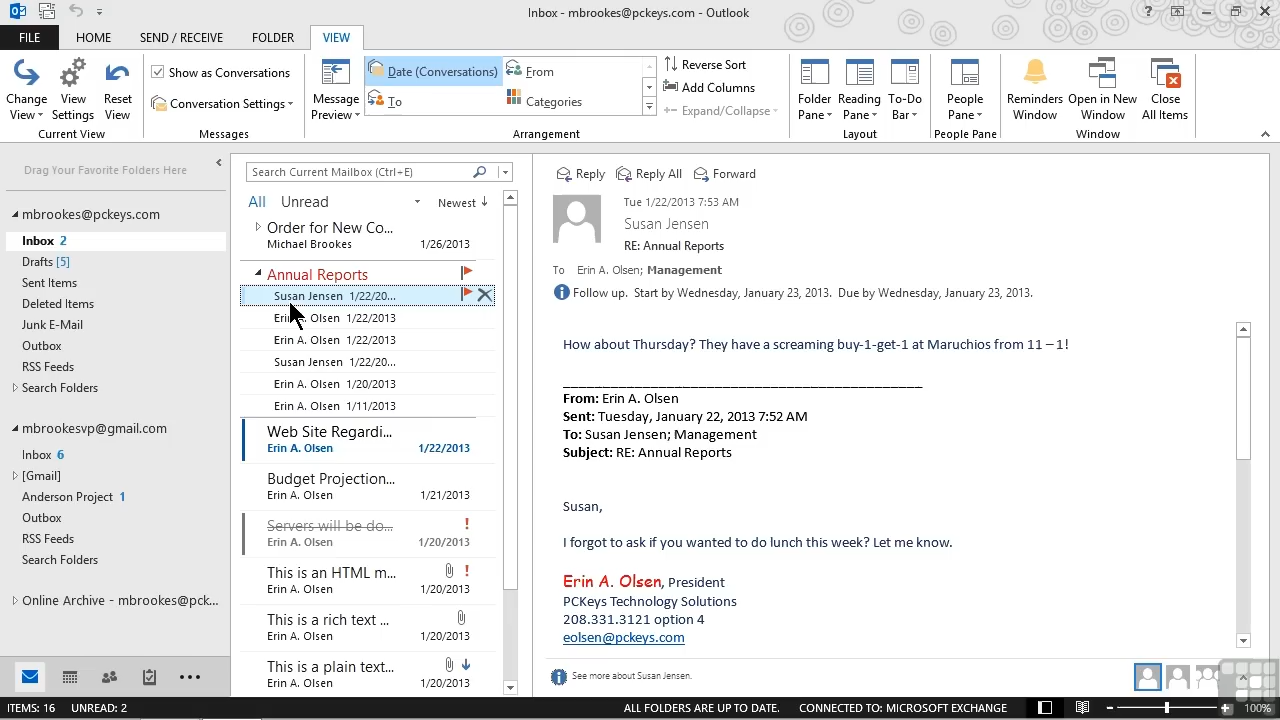 Inbox - mbrookes@pckeys.com - Outlook
FILE HOME SEND / RECEIVE FOLDER VIEW
Change View
View Settings
Reset View
Current View
Show as Conversations
Conversation Settings
Messages
Message Preview
Date (Conversations)
From
To
Categories
Reverse Sort
Add Columns
Expand/Collapse
Arrangement
Folder Pane
Reading Pane
To-Do Bar
Layout
People Pane
People Pane
Reminders Window
Open in New Window
Close All Items
Window
Drag Your Favorite Folders Here
mbrookes@pckeys.com
Inbox 2
Drafts [5]
Sent Items
Deleted Items
Junk E-Mail
Outbox
RSS Feeds
Search Folders
mbrookesvp@gmail.com
Inbox 6
[Gmail]
Anderson Project 1
Outbox
RSS Feeds
Search Folders
Online Archive - mbrookes@pck...
Search Current Mailbox (Ctrl+E)
All Unread Newest
Order for New Co...
Michael Brookes 1/26/2013
Annual Reports
Susan Jensen 1/22/20...
Erin A. Olsen 1/22/2013
Erin A. Olsen 1/22/2013
Susan Jensen 1/22/20...
Erin A. Olsen 1/20/2013
Erin A. Olsen 1/11/2013
Web Site Regardi...
Erin A. Olsen 1/22/2013
Budget Projection...
Erin A. Olsen 1/21/2013
Servers will be do...
Erin A. Olsen 1/20/2013
This is an HTML m...
Erin A. Olsen 1/20/2013
This is a rich text ...
Erin A. Olsen 1/20/2013
This is a plain text...
Erin A. Olsen 1/20/2013
Reply Reply All Forward
Tue 1/22/2013 7:53 AM
Susan Jensen
RE: Annual Reports
To Erin A. Olsen; Management
Follow up. Start by Wednesday, January 23, 2013. Due by Wednesday, January 23, 2013.
How about Thursday? They have a screaming buy-1-get-1 at Maruchios from 11 – 1!
From: Erin A. Olsen
Sent: Tuesday, January 22, 2013 7:52 AM
To: Susan Jensen; Management
Subject: RE: Annual Reports
Susan,
I forgot to ask if you wanted to do lunch this week? Let me know.
Erin A. Olsen, President
PCKeys Technology Solutions
208.331.3121 option 4
eolsen@pckeys.com
See more about Susan Jensen.
ITEMS: 16 UNREAD: 2 ALL FOLDERS ARE UP TO DATE. CONNECTED TO: MICROSOFT EXCHANGE 100%